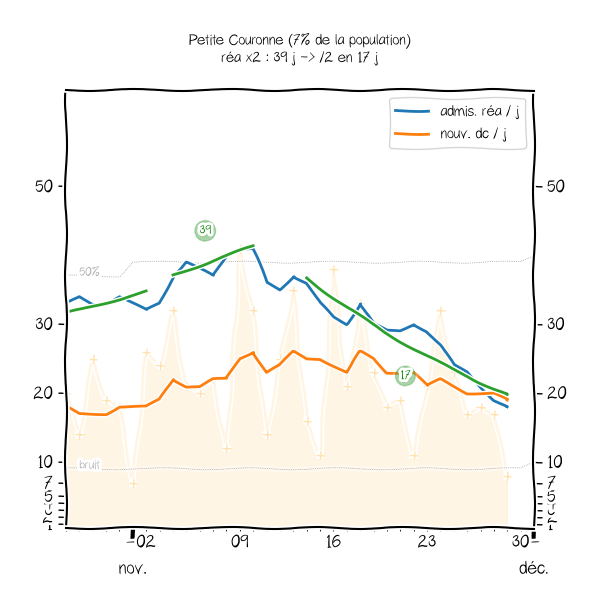 Petite Couronne (7% de la population)
réa x2 : 39 j -> /2 en 17 j
admis. réa / j
nouv. dc / j
50 50
39
50%
30 30
17
20 20
bruit
10 10
7 7
5 5
02 09 16 23 30
nov. déc.